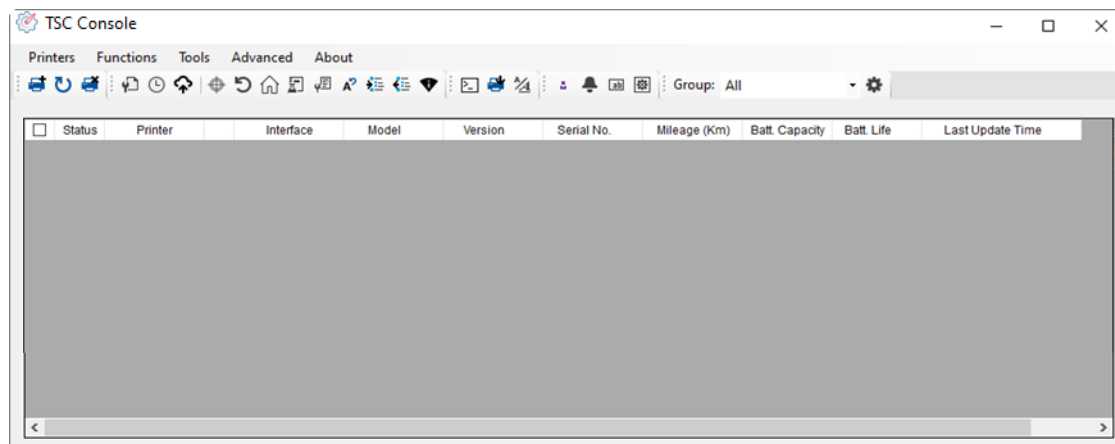 TSC Console
Printers Functions Tools Advanced About
Group: All
Status Printer Interface Model Version Serial No. Mileage (Km) Batt. Capacity Batt. Life Last Update Time